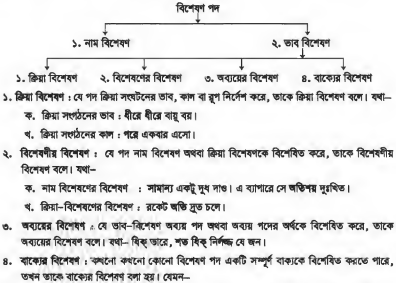 বিশেষণ পদ
১. নাম বিশেষণ ২. ভাব বিশেষণ
১. ক্রিয়া বিশেষণ ২. বিশেষণের বিশেষণ ৩. অব্যয়ের বিশেষণ ৪. বাক্যের বিশেষণ
১. ক্রিয়া বিশেষণ : যে পদ ক্রিয়া সংঘটনের ভাব, কাল বা রূপ নির্দেশ করে, তাকে ক্রিয়া বিশেষণ বলে। যথা–
ক. ক্রিয়া সংগঠনের ভাব : ধীরে ধীরে বায়ু বয়।
খ. ক্রিয়া সংগঠনের কাল : পরে একবার এসো।
২. বিশেষণীয় বিশেষণ : যে পদ নাম বিশেষণ অথবা ক্রিয়া বিশেষণকে বিশেষিত করে, তাকে বিশেষণীয়
বিশেষণ বলে। যথা–
ক. নাম বিশেষণের বিশেষণ : সামান্য একটু দুধ দাও। এ ব্যাপারে সে অতিশয় দুঃখিত।
খ. ক্রিয়া–বিশেষণের বিশেষণ : রকেট অতি দ্রুত চলে।
৩. অব্যয়ের বিশেষণ : যে ভাব–বিশেষণ অব্যয় পদ অথবা অব্যয় পদের অর্থকে বিশেষিত করে, তাকে
অব্যয়ের বিশেষণ বলে। যথা– ধিক্ তারে, শত ধিক্ নির্লজ্জ যে জন।
৪. বাক্যের বিশেষণ : কখনো কখনো কোনো বিশেষণ পদ একটি সম্পূর্ণ বাক্যকে বিশেষিত করতে পারে,
তখন তাকে বাক্যের বিশেষণ বলা হয়। যেমন–